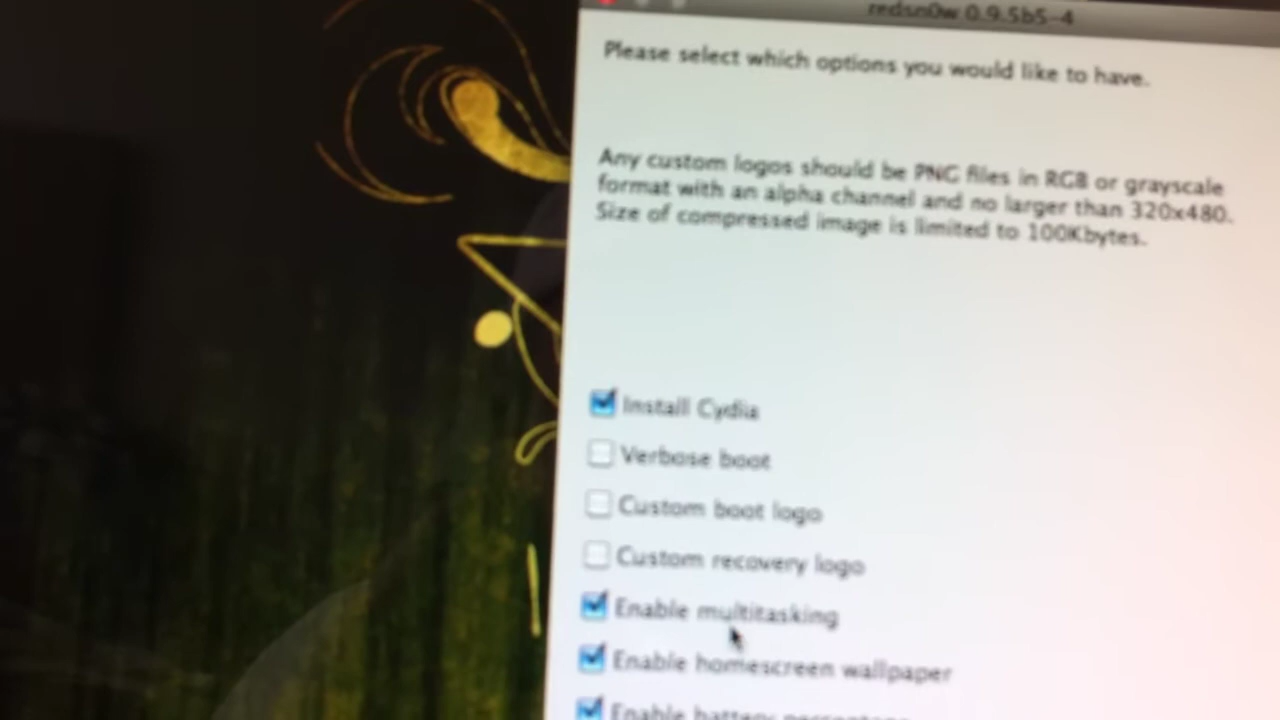 redsn0w 0.9.5b5-4
Please select which options you would like to have.
Any custom logos should be PNG files in RGB or grayscale
format with an alpha channel and no larger than 320x480.
Size of compressed image is limited to 100Kbytes.
Install Cydia
Verbose boot
Custom boot logo
Custom recovery logo
Enable multitasking
Enable homescreen wallpaper
Enable battery percentage